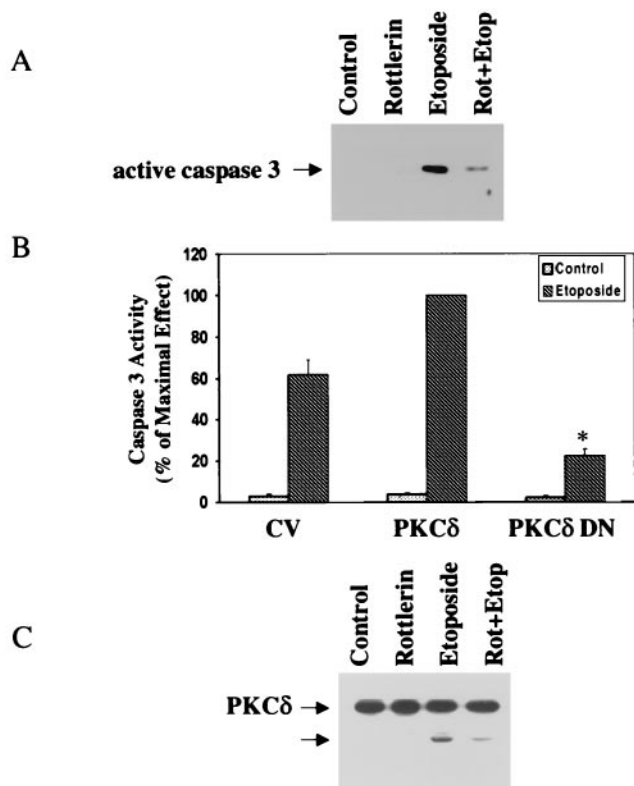 A
Control
Rottlerin
Etoposide
Rot+Etop
active caspase 3
B
Caspase 3 Activity
(% of Maximal Effect)
120
100
80
60
40
20
0
Control
Etoposide
*
CV
PKCδ
PKCδ DN
C
Control
Rottlerin
Etoposide
Rot+Etop
PKCδ